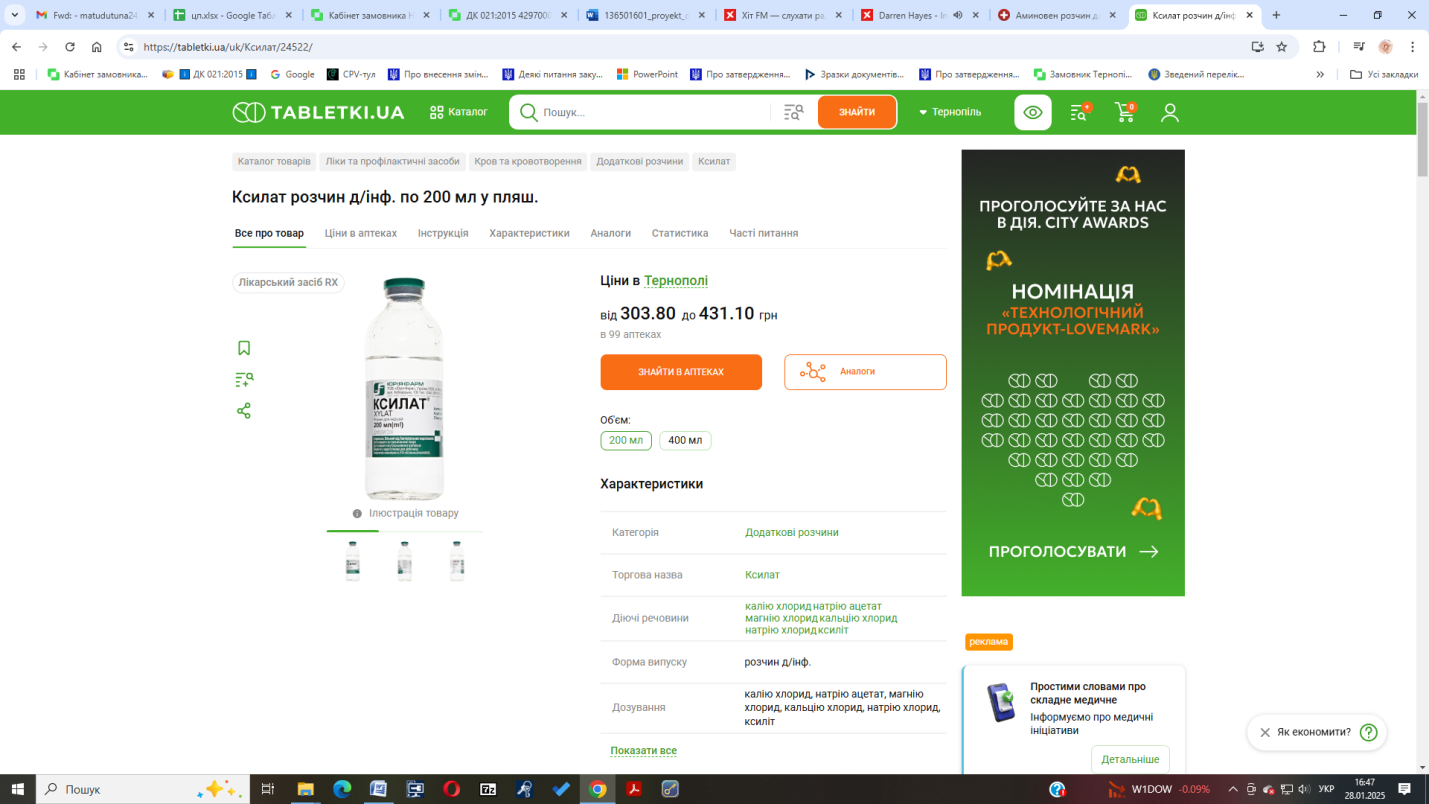 Fwd: - matudutuna24
цп.xlsx - Google Табл
Кабінет замовника Н
ДК 021:2015 4297000
136501601_proyekt_d
Хіт FM — слухати ра
Darren Hayes - In
Аминовен розчин д
Ксилат розчин д/інф
https://tabletki.ua/uk/Ксилат/24522/
Кабінет замовника...
ДК 021:2015
Google
CPV-тул
Про внесення змін...
Деякі питання заку...
PowerPoint
Про затвердження...
Зразки документів...
Про затвердження...
Замовник Тернопі...
Зведений перелік...
»
Усі закладки
TABLETKI.UA
Каталог
Пошук...
ЗНАЙТИ
Тернопіль
0
Каталог товарів
Ліки та профілактичні засоби
Кров та кровотворення
Додаткові розчини
Ксилат
Ксилат розчин д/інф. по 200 мл у пляш.
Все про товар
Ціни в аптеках
Інструкція
Характеристики
Аналоги
Статистика
Часті питання
Лікарський засіб RX
ЮРІЯ·ФАРМ
КСИЛАТ®
XYLAT
200 мл(ml)
Ілюстрація товару
Ціни в Тернополі
від 303.80 до 431.10 грн
в 99 аптеках
ЗНАЙТИ В АПТЕКАХ
Аналоги
Об'єм:
200 мл
400 мл
Характеристики
Категорія
Додаткові розчини
Торгова назва
Ксилат
Діючі речовини
калію хлорид натрію ацетат
магнію хлорид кальцію хлорид
натрію хлорид ксиліт
Форма випуску
розчин д/інф.
Дозування
калію хлорид, натрію ацетат, магнію
хлорид, кальцію хлорид, натрію хлорид,
ксиліт
Показати все
ПРОГОЛОСУЙТЕ ЗА НАС
В ДІЯ. CITY AWARDS
НОМІНАЦІЯ
«ТЕХНОЛОГІЧНИЙ
ПРОДУКТ-LOVEMARK»
ПРОГОЛОСУВАТИ
реклама
Простими словами про
складне медичне
Інформуємо про медичні
ініціативи
Детальніше
Як економити?
Пошук
W1DOW -0.09%
УКР
16:47
28.01.2025